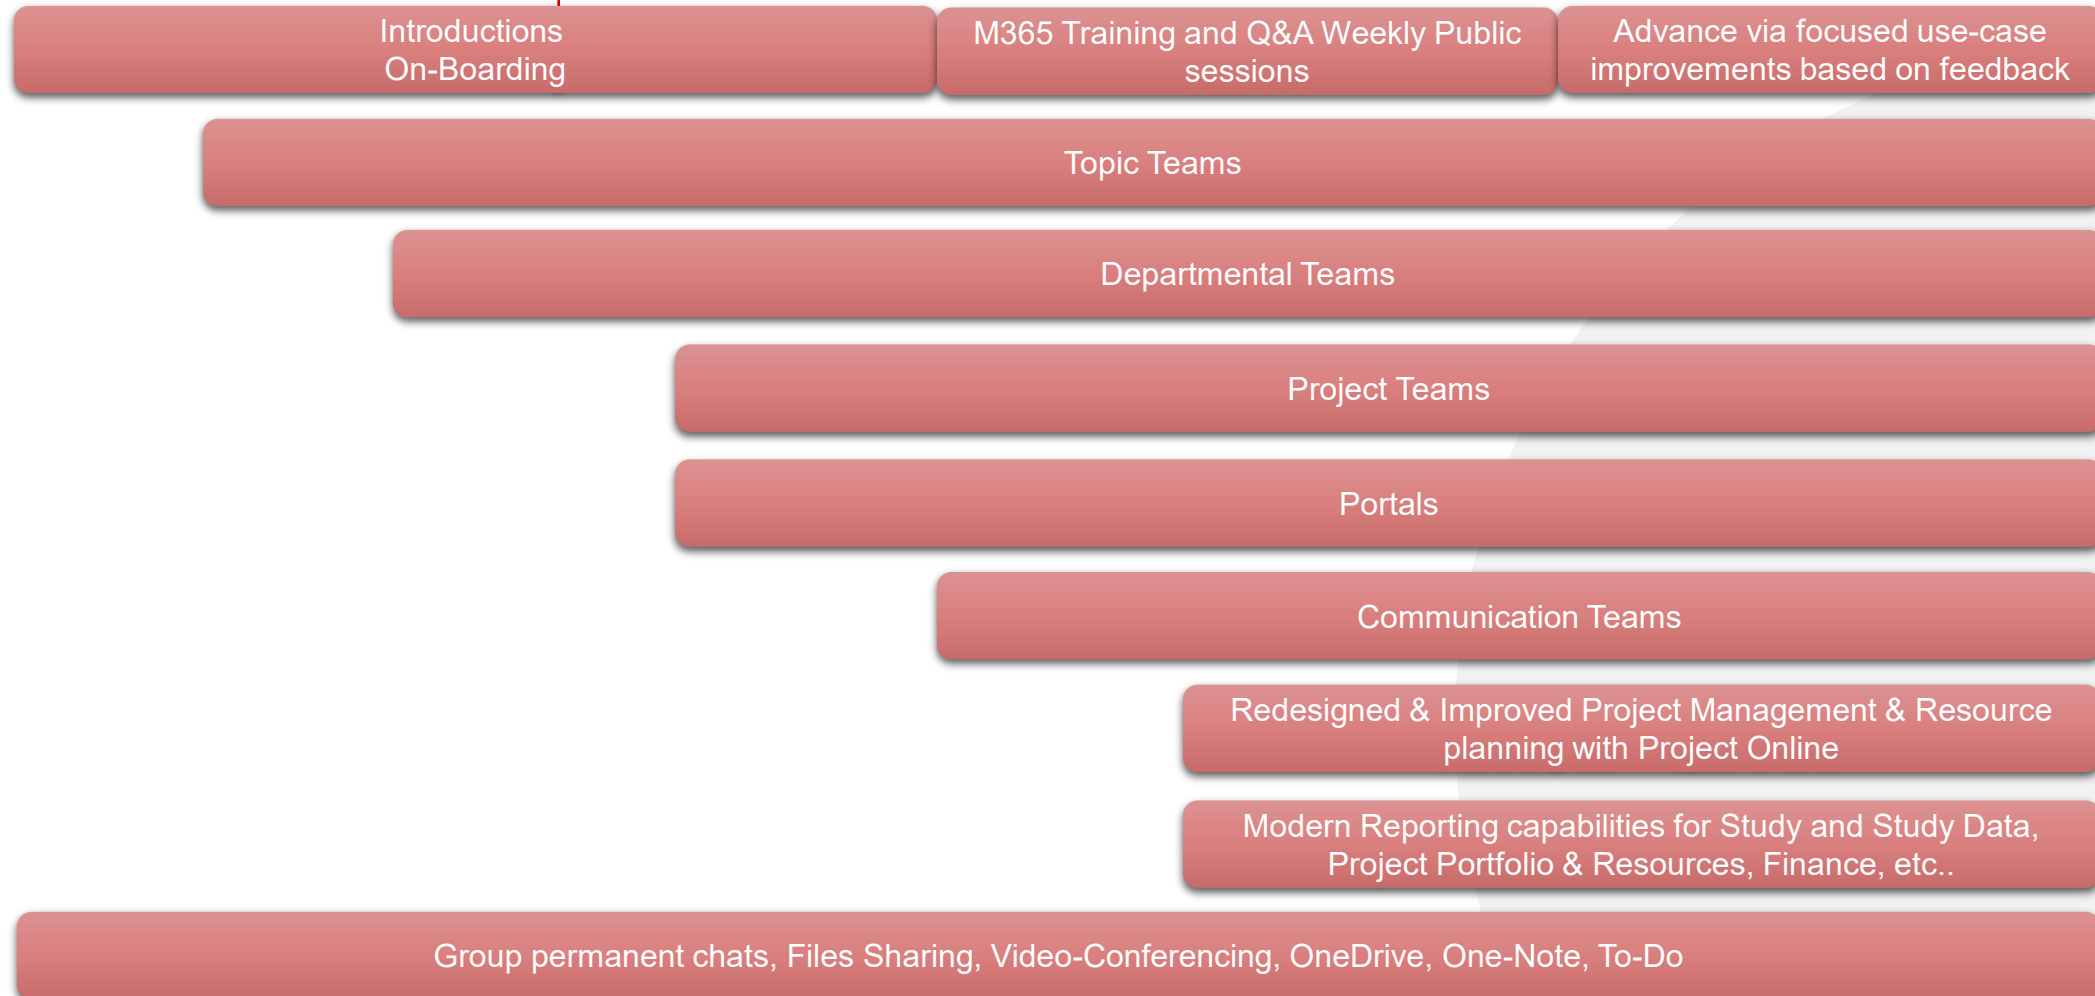 Introductions
On-Boarding
M365 Training and Q&A Weekly Public
sessions
Advance via focused use-case
improvements based on feedback
Topic Teams
Departmental Teams
Project Teams
Portals
Communication Teams
Redesigned & Improved Project Management & Resource
planning with Project Online
Modern Reporting capabilities for Study and Study Data,
Project Portfolio & Resources, Finance, etc..
Group permanent chats, Files Sharing, Video-Conferencing, OneDrive, One-Note, To-Do